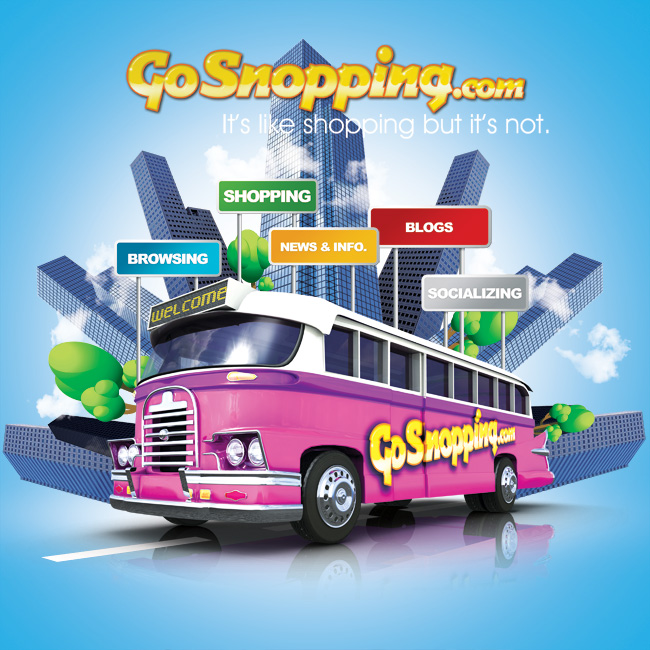 GoSnopping.com
It's like shopping but it's not.
SHOPPING
BLOGS
NEWS & INFO.
BROWSING
SOCIALIZING
WELCOME
GoSnopping.com